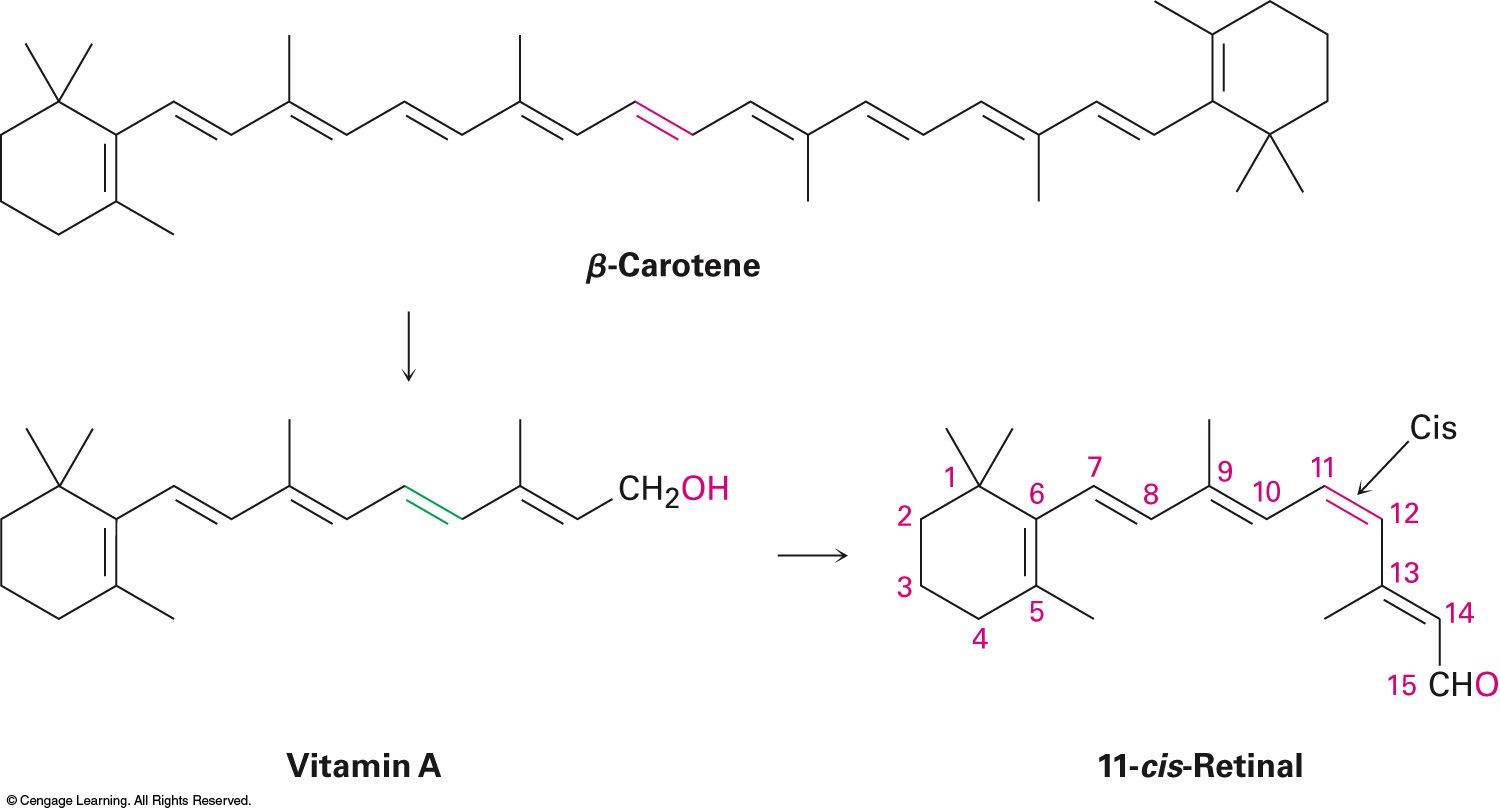 β-Carotene
CH₂OH
Cis
1
2
3
4
5
6
7
8
9
10
11
12
13
14
15 CHO
Vitamin A
11-cis-Retinal
© Cengage Learning. All Rights Reserved.